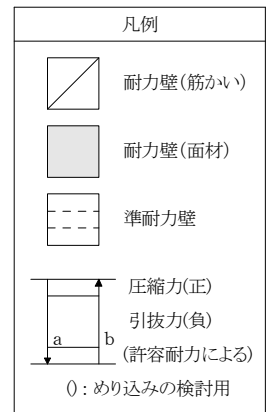 凡例
耐力壁(筋かい)
耐力壁(面材)
準耐力壁
圧縮力(正)
引抜力(負)
a
b
(許容耐力による)
():めり込みの検討用